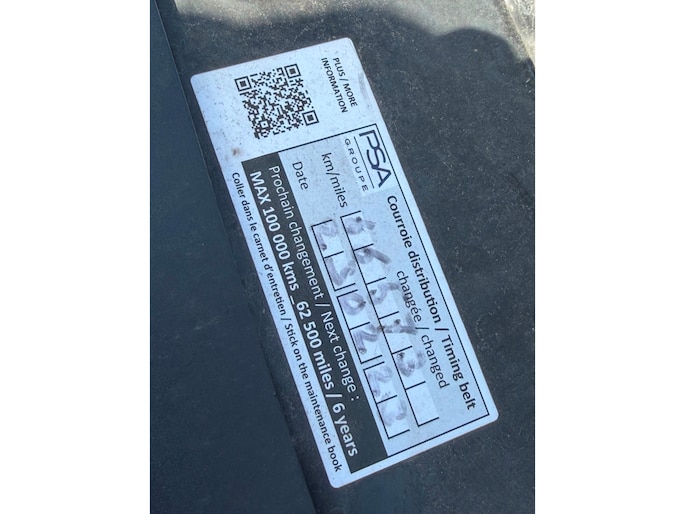 PLUS / MORE
INFORMATION
PSA
GROUPE
Courroie distribution / Timing belt
changée / changed
km/miles
Date
Prochain changement / Next change :
MAX 100 000 kms 62 500 miles / 6 years
Coller dans le carnet d'entretien / Stick on the maintenance book